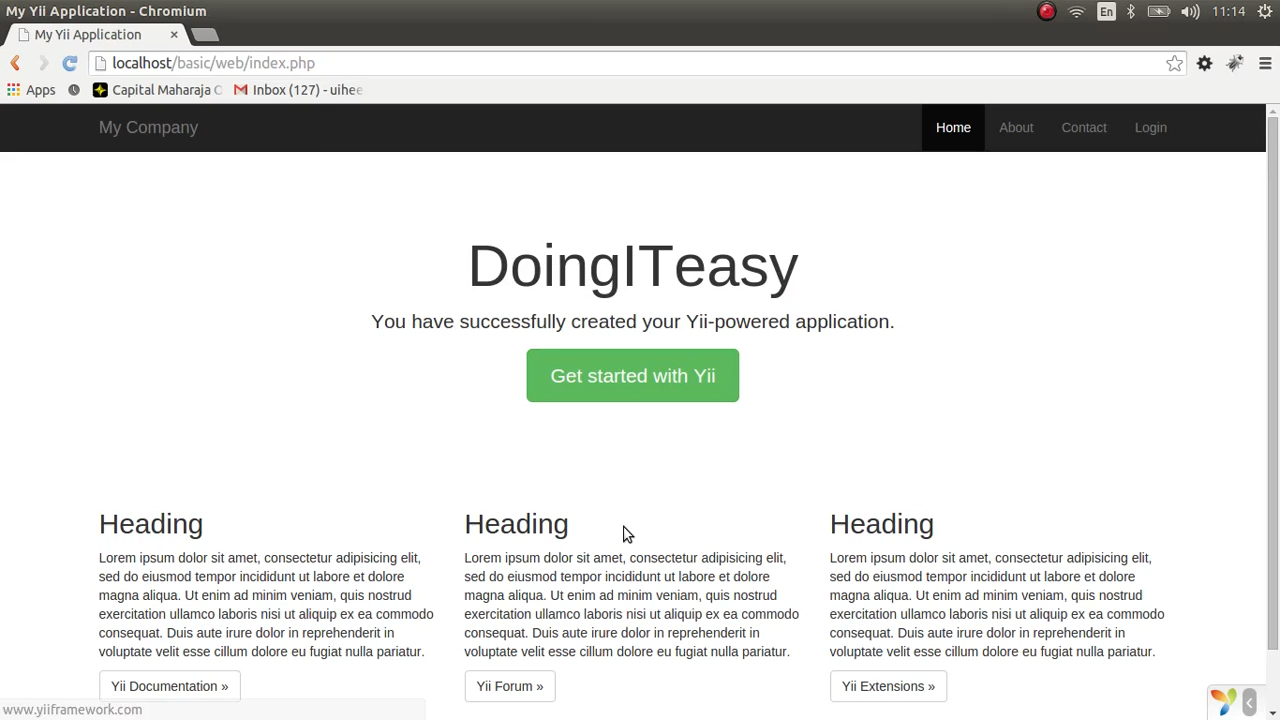 My Yii Application - Chromium
En
11:14
My Yii Application
localhost/basic/web/index.php
Apps
Capital Maharaja
Inbox (127) - uihee
My Company
Home
About
Contact
Login
DoingITeasy
You have successfully created your Yii-powered application.
Get started with Yii
Heading
Lorem ipsum dolor sit amet, consectetur adipisicing elit,
sed do eiusmod tempor incididunt ut labore et dolore
magna aliqua. Ut enim ad minim veniam, quis nostrud
exercitation ullamco laboris nisi ut aliquip ex ea commodo
consequat. Duis aute irure dolor in reprehenderit in
voluptate velit esse cillum dolore eu fugiat nulla pariatur.
Yii Documentation »
Heading
Lorem ipsum dolor sit amet, consectetur adipisicing elit,
sed do eiusmod tempor incididunt ut labore et dolore
magna aliqua. Ut enim ad minim veniam, quis nostrud
exercitation ullamco laboris nisi ut aliquip ex ea commodo
consequat. Duis aute irure dolor in reprehenderit in
voluptate velit esse cillum dolore eu fugiat nulla pariatur.
Yii Forum »
Heading
Lorem ipsum dolor sit amet, consectetur adipisicing elit,
sed do eiusmod tempor incididunt ut labore et dolore
magna aliqua. Ut enim ad minim veniam, quis nostrud
exercitation ullamco laboris nisi ut aliquip ex ea commodo
consequat. Duis aute irure dolor in reprehenderit in
voluptate velit esse cillum dolore eu fugiat nulla pariatur.
Yii Extensions »
www.yiiframework.com